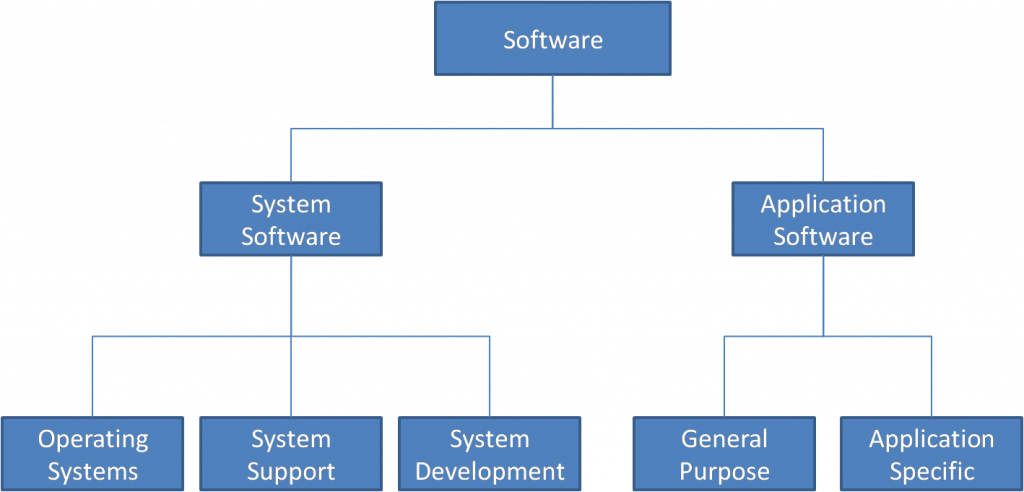 Software
System
Software
Application
Software
Operating
Systems
System
Support
System
Development
General
Purpose
Application
Specific